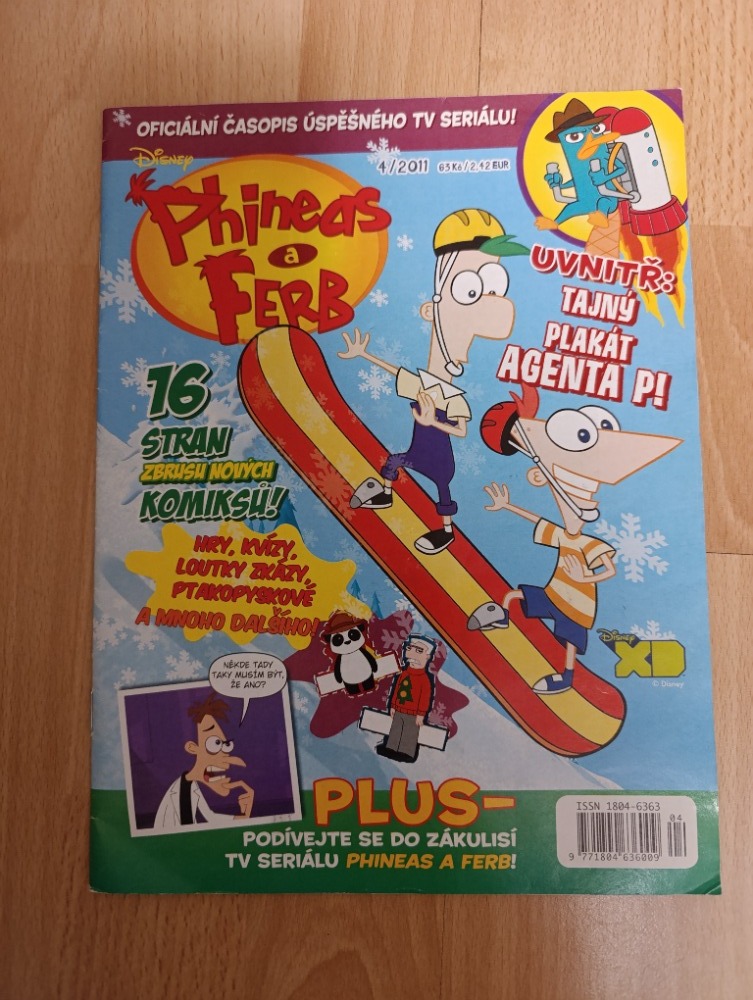 OFICIÁLNÍ ČASOPIS ÚSPĚŠNÉHO TV SERIÁLU!
Disney
4/2011 63 Kč/2,42 EUR
Phineas
a
FERB
UVNITŘ:
TAJNÝ
PLAKÁT
AGENTA P!
16
STRAN
ZBRUSU NOVÝCH
KOMIKSŮ!
HRY, KVÍZY,
LOUTKY ZKÁZY,
PTAKOPYSKOVÉ
A MNOHO DALŠÍHO!
Disney
XD
© Disney
NĚKDE TADY
TAKY MUSÍM BÝT,
ŽE ANO?
PLUS-
PODÍVEJTE SE DO ZÁKULISÍ
TV SERIÁLU PHINEAS A FERB!
ISSN 1804-6363
04
9 771804 636009